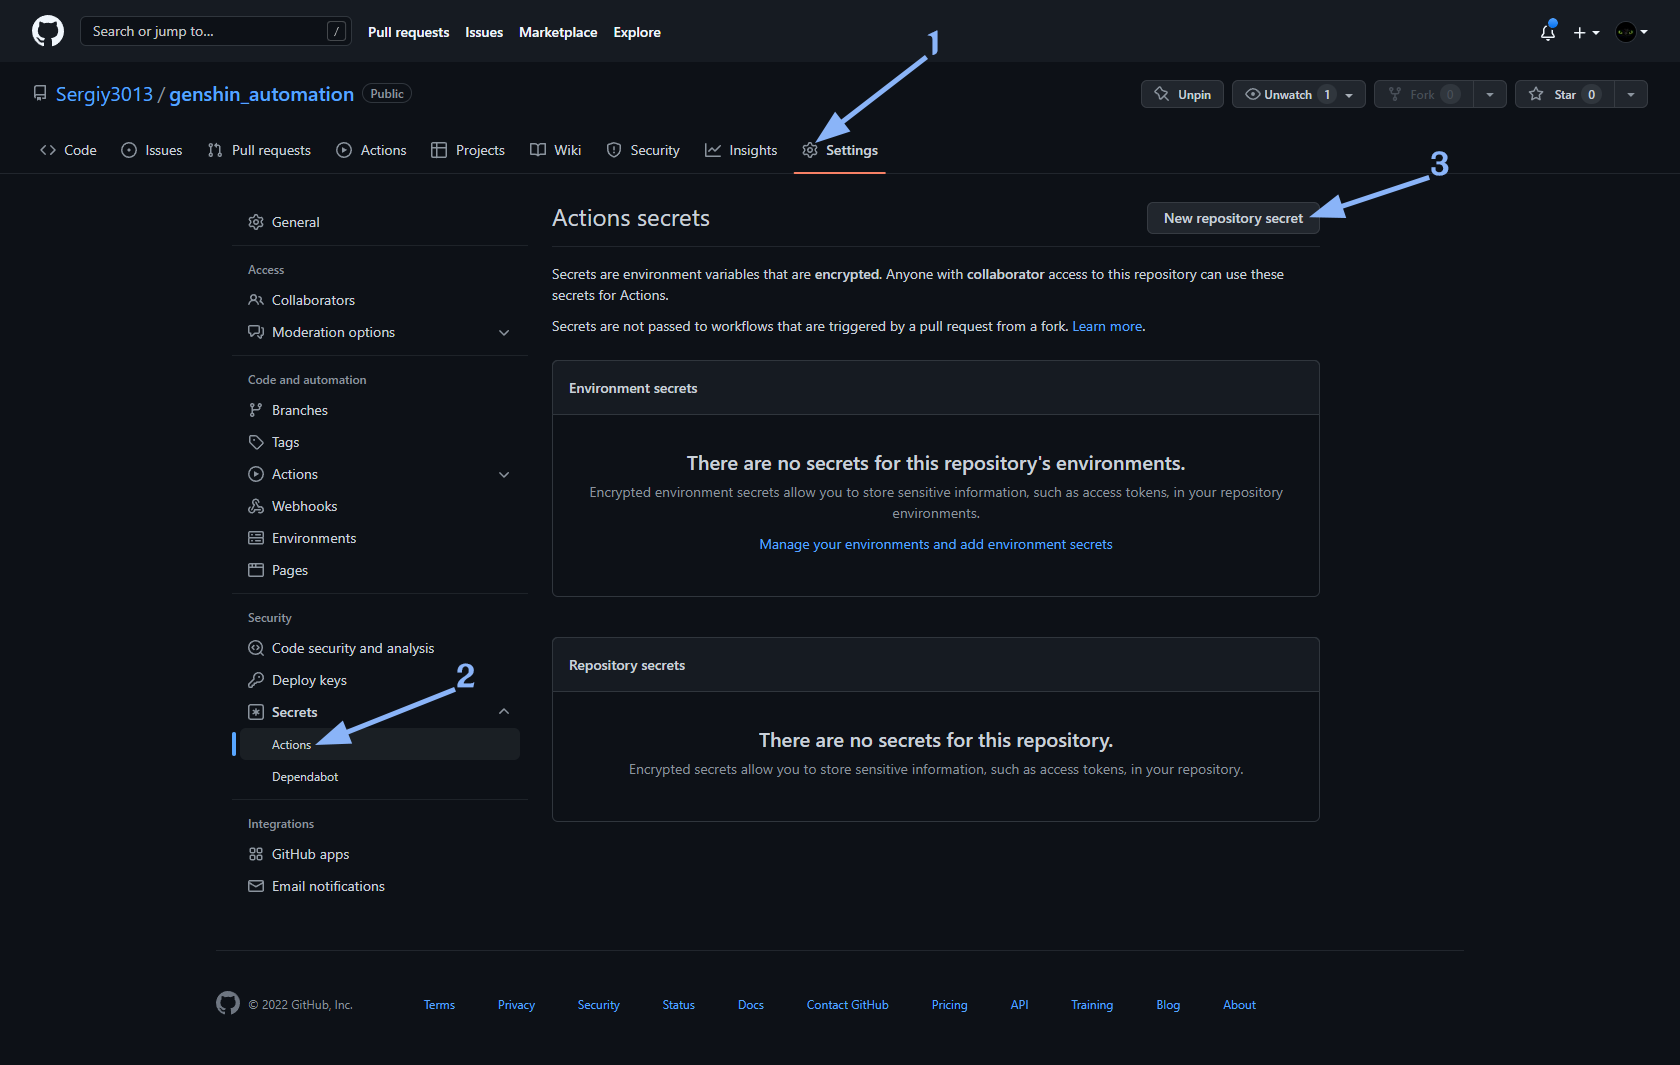 Search or jump to...
/
Pull requests
Issues
Marketplace
Explore
1
Sergiy3013 / genshin_automation
Public
Unpin
Unwatch 1
Fork 0
Star 0
Code
Issues
Pull requests
Actions
Projects
Wiki
Security
Insights
Settings
3
General
Access
Collaborators
Moderation options
Code and automation
Branches
Tags
Actions
Webhooks
Environments
Pages
Security
Code security and analysis
Deploy keys
2
Secrets
Actions
Dependabot
Integrations
GitHub apps
Email notifications
Actions secrets
New repository secret
Secrets are environment variables that are encrypted. Anyone with collaborator access to this repository can use these
secrets for Actions.
Secrets are not passed to workflows that are triggered by a pull request from a fork. Learn more.
Environment secrets
There are no secrets for this repository's environments.
Encrypted environment secrets allow you to store sensitive information, such as access tokens, in your repository
environments.
Manage your environments and add environment secrets
Repository secrets
There are no secrets for this repository.
Encrypted secrets allow you to store sensitive information, such as access tokens, in your repository.
© 2022 GitHub, Inc.
Terms
Privacy
Security
Status
Docs
Contact GitHub
Pricing
API
Training
Blog
About